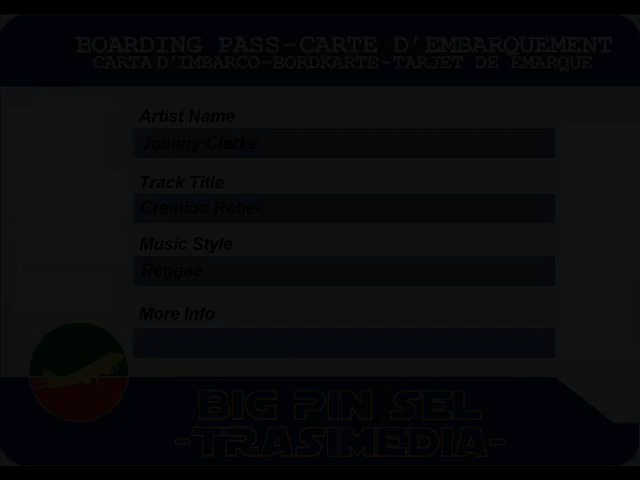 BOARDING PASS-CARTE D'EMBARQUEMENT
CARTA D'IMBARCO-BORDKARTE-TARJET DE EMARQUE
Artist Name
Johnny Clarke
Track Title
Creation Rebel
Music Style
Reggae
More Info
BIG PIN SEL
-TRASIMEDIA-